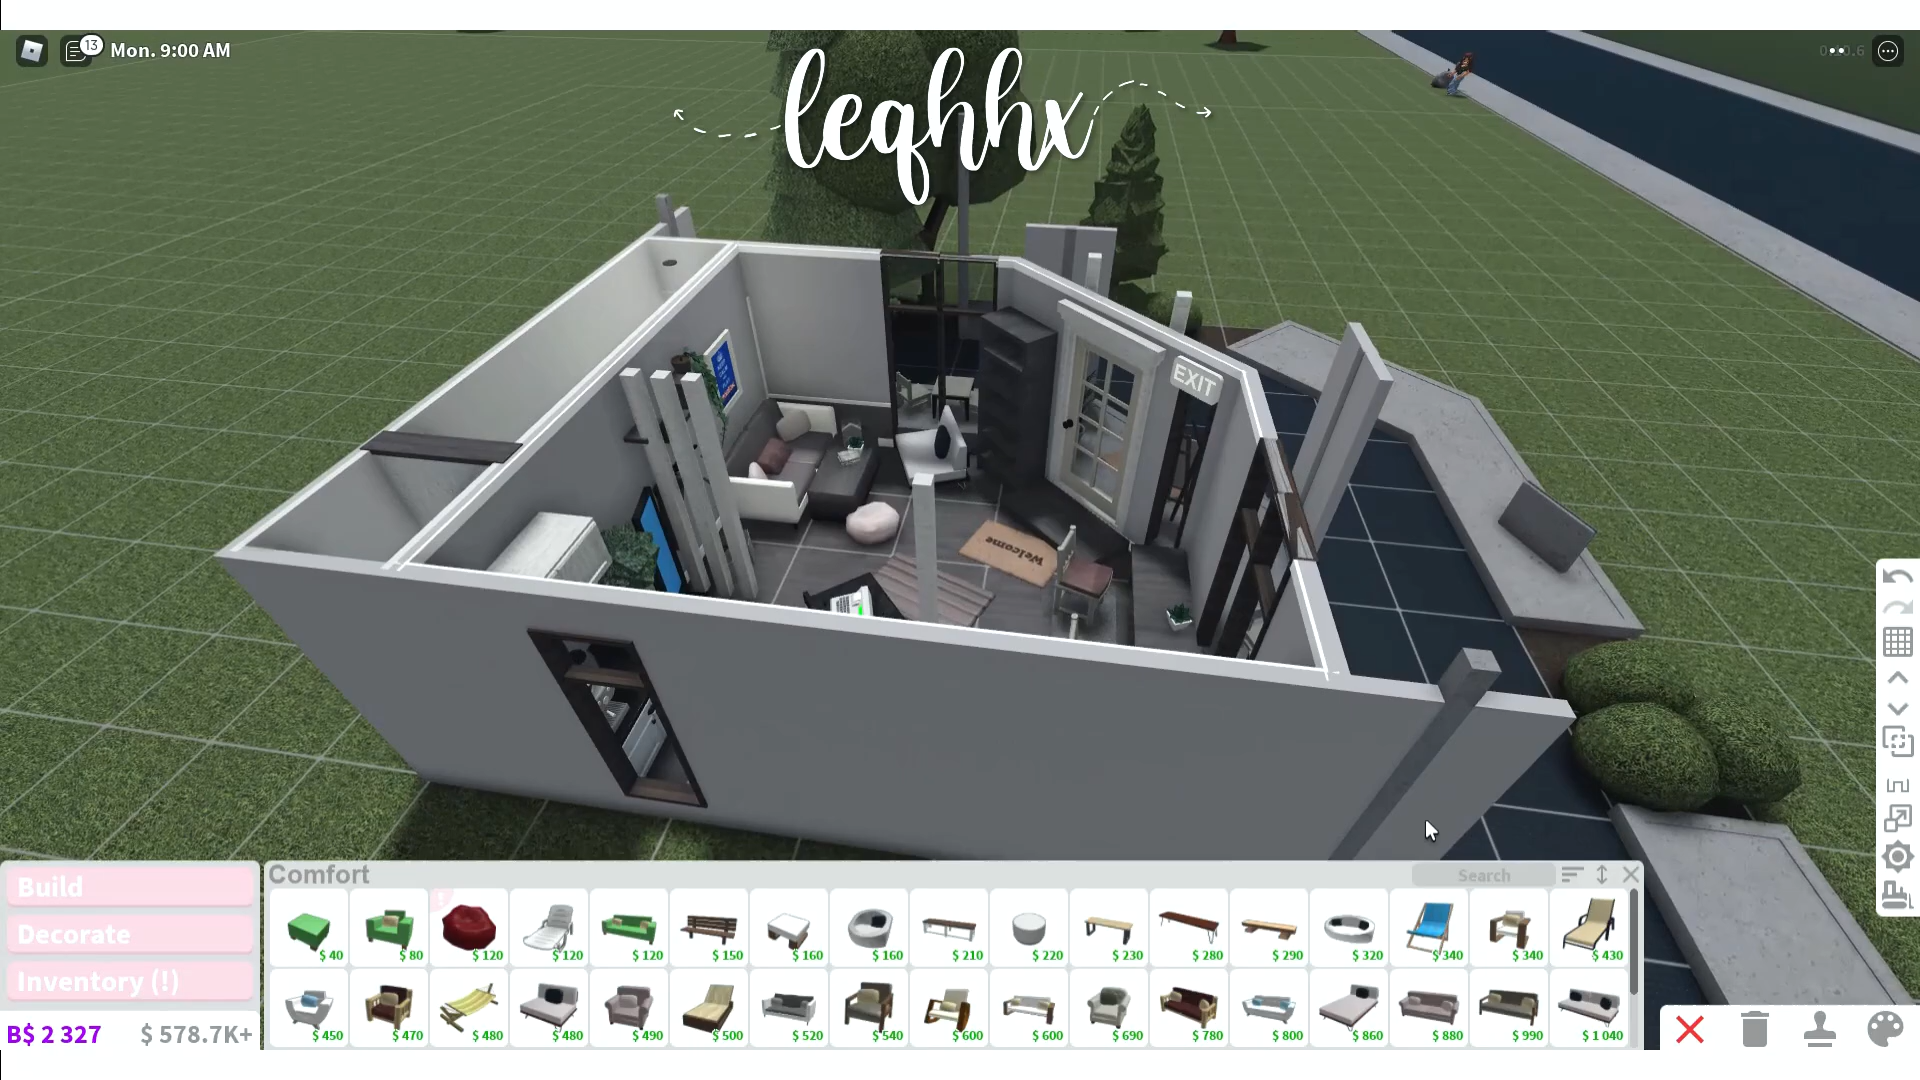 13 Mon. 9:00 AM
leqhhx
EXIT
Welcome
Build
Decorate
Inventory (!)
B$ 2 327 $ 578.7K+
Comfort
Search
$ 40 $ 80 $ 120 $ 120 $ 120 $ 150 $ 160 $ 160 $ 210 $ 220 $ 230 $ 280 $ 290 $ 320 $ 340 $ 340 $ 430
$ 450 $ 470 $ 480 $ 480 $ 490 $ 500 $ 520 $ 540 $ 600 $ 600 $ 690 $ 780 $ 800 $ 860 $ 880 $ 990 $ 1 040